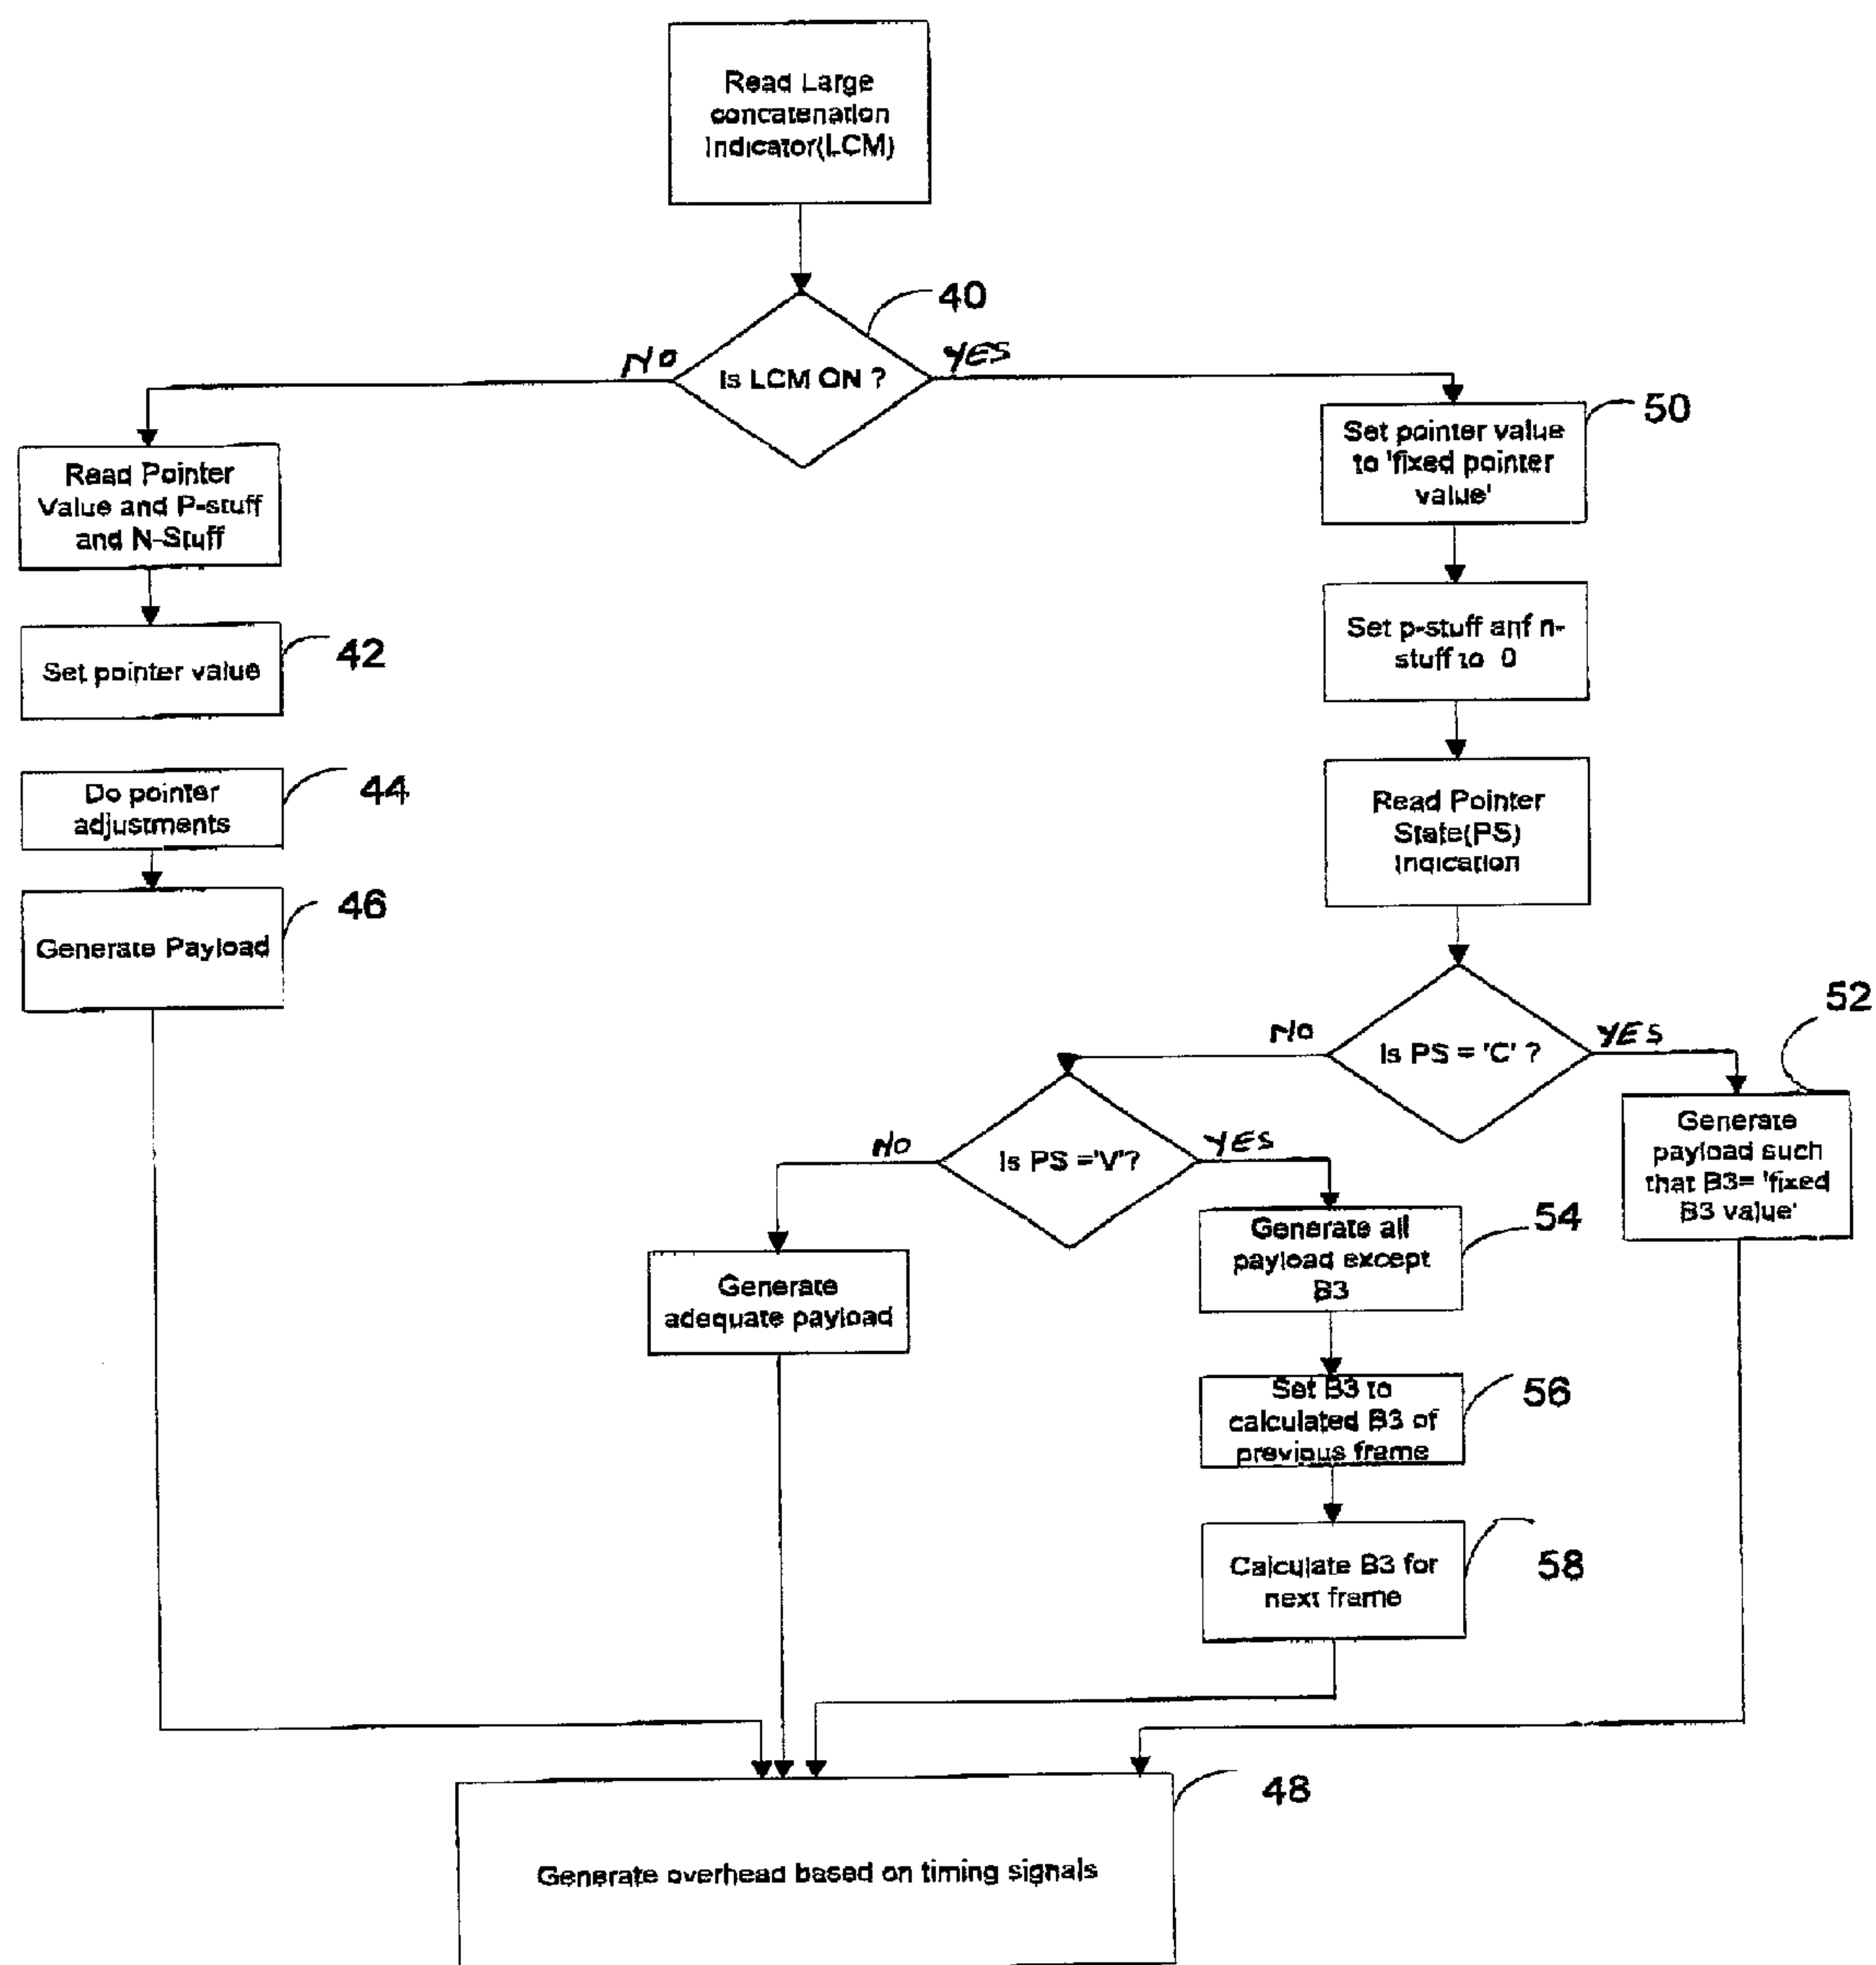 Read Large
concatenation
Indicator(LCM)
40
NO
YES
Is LCM ON ?
50
Set pointer value
to 'fixed pointer
value'
Read Pointer
Value and P-stuff
and N-Stuff
Set p-stuff anf n-
stuff to 0
42
Set pointer value
44
Do pointer
adjustments
Read Pointer
State(PS)
Indication
46
Generate Payload
52
NO
YES
Is PS = 'C' ?
Generate
payload such
that B3= 'fixed
B3 value'
NO
YES
Is PS ='V'?
54
Generate all
payload except
B3
Generate
adequate payload
56
Set B3 to
calculated B3 of
previous frame
58
Calculate B3 for
next frame
48
Generate overhead based on timing signals